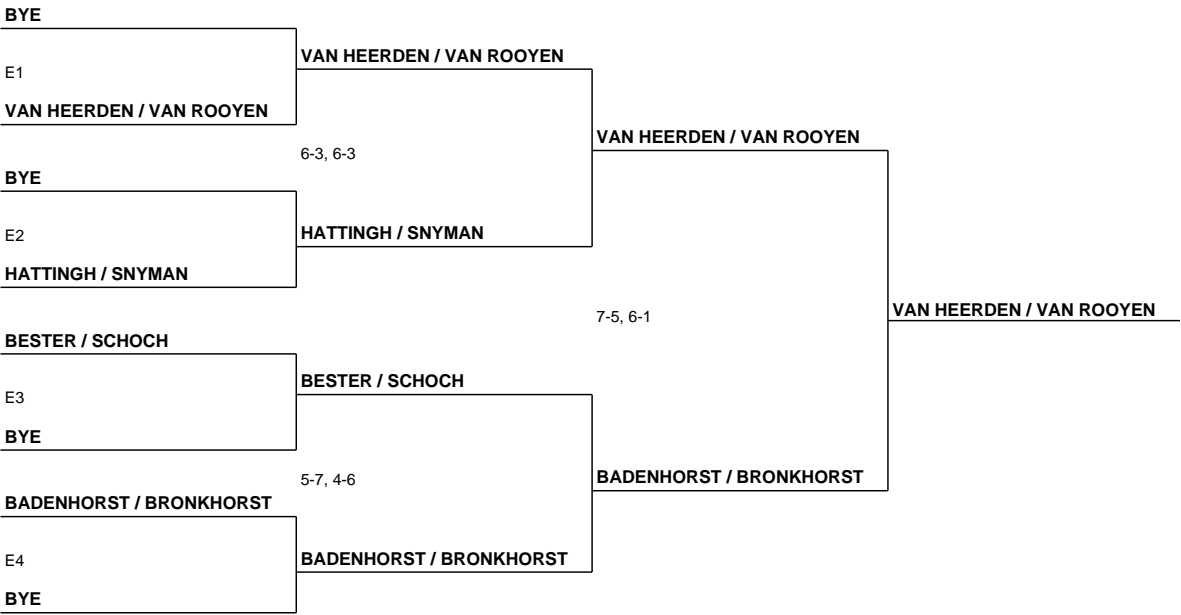 BYE
VAN HEERDEN / VAN ROOYEN
E1
VAN HEERDEN / VAN ROOYEN
VAN HEERDEN / VAN ROOYEN
6-3, 6-3
BYE
HATTINGH / SNYMAN
E2
HATTINGH / SNYMAN
VAN HEERDEN / VAN ROOYEN
7-5, 6-1
BESTER / SCHOCH
BESTER / SCHOCH
E3
BYE
BADENHORST / BRONKHORST
5-7, 4-6
BADENHORST / BRONKHORST
BADENHORST / BRONKHORST
E4
BYE